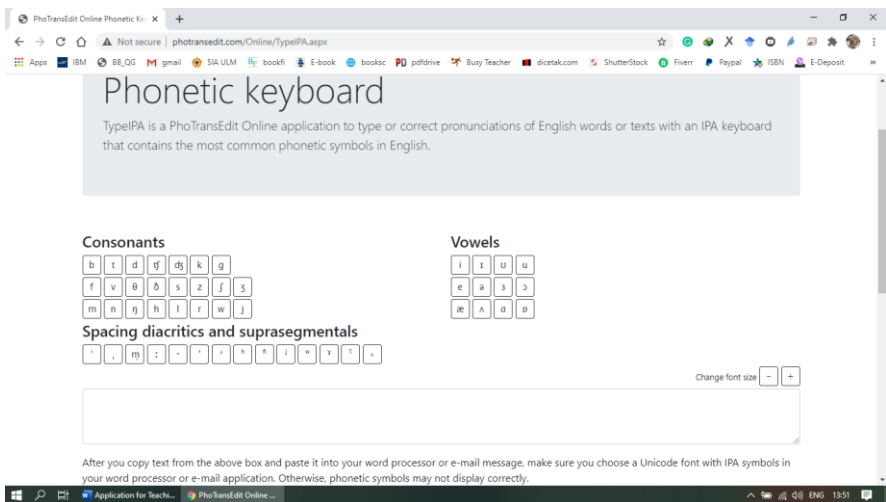 PhoTransEdit Online Phonetic Ke
Not secure | photransedit.com/Online/TypeIPA.aspx
Apps IBM BB_QG gmail SIA ULM bookfi E-book booksc PD pdfdrive Busy Teacher dicetak.com ShutterStock Fiverr Paypal ISBN E-Deposit »
Phonetic keyboard
TypeIPA is a PhoTransEdit Online application to type or correct pronunciations of English words or texts with an IPA keyboard
that contains the most common phonetic symbols in English.
Consonants
b t d ʧ ʤ k g
f v θ ð s z ʃ ʒ
m n ŋ h l r w j
Vowels
i ɪ ʊ u
e ə ɜ ɔ
æ ʌ ɑ ɒ
Spacing diacritics and suprasegmentals
Change font size - +
After you copy text from the above box and paste it into your word processor or e-mail message, make sure you choose a Unicode font with IPA symbols in
your word processor or e-mail application. Otherwise, phonetic symbols may not display correctly.
Application for Teachi... PhoTransEdit Online ... ENG 13:51